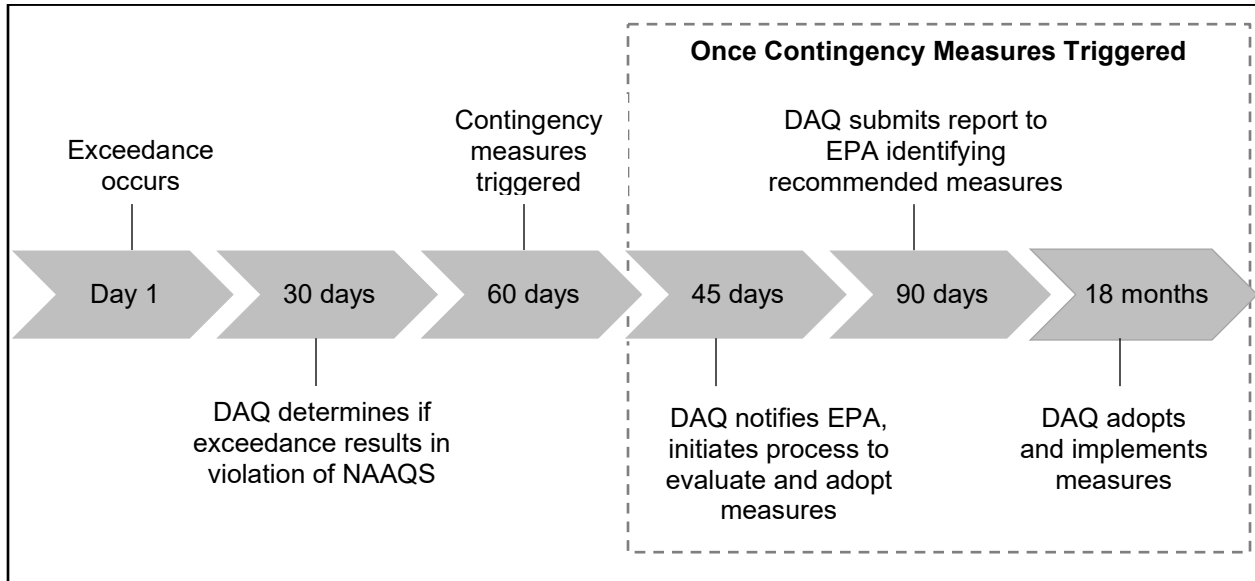 Once Contingency Measures Triggered
Exceedance
occurs
Contingency
measures
triggered
DAQ submits report to
EPA identifying
recommended measures
Day 1
30 days
60 days
45 days
90 days
18 months
DAQ determines if
exceedance results in
violation of NAAQS
DAQ notifies EPA,
initiates process to
evaluate and adopt
measures
DAQ adopts
and implements
measures